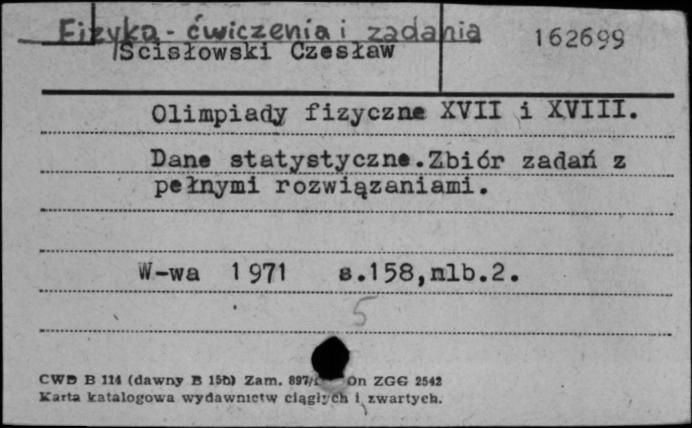 Fizyka - ćwiczenia i zadania
162699
Ścisłowski Czesław
Olimpiady fizyczne XVII i XVIII.
Dane statystyczne.Zbiór zadań z
pełnymi rozwiązaniami.
W-wa 1971 s.158,nlb.2.
5
CWD B 114 (dawny B 15b) Zam. 897/ on ZGG 2542
Karta katalogowa wydawnictw ciągłych i zwartych.